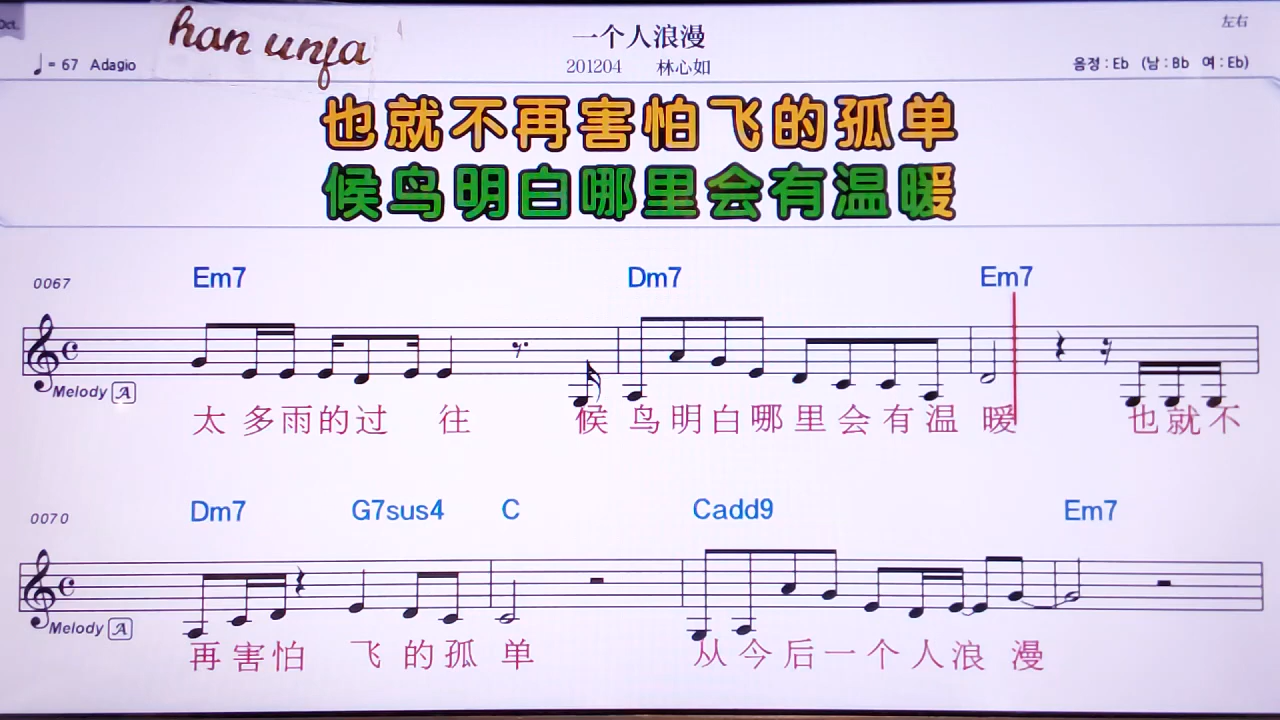 Oct.
han unfa
一个人浪漫
左右
♩= 67 Adagio
201204 林心如
음정 : Eb (남 : Bb 여 : Eb)
也就不再害怕飞的孤单
候鸟明白哪里会有温暖
0067 Em7 Dm7 Em7
Melody A
太多雨的过往 候鸟明白哪里会有温暖 也就不
0070 Dm7 G7sus4 C Cadd9 Em7
Melody A
再害怕 飞的孤单 从今后一个人浪漫